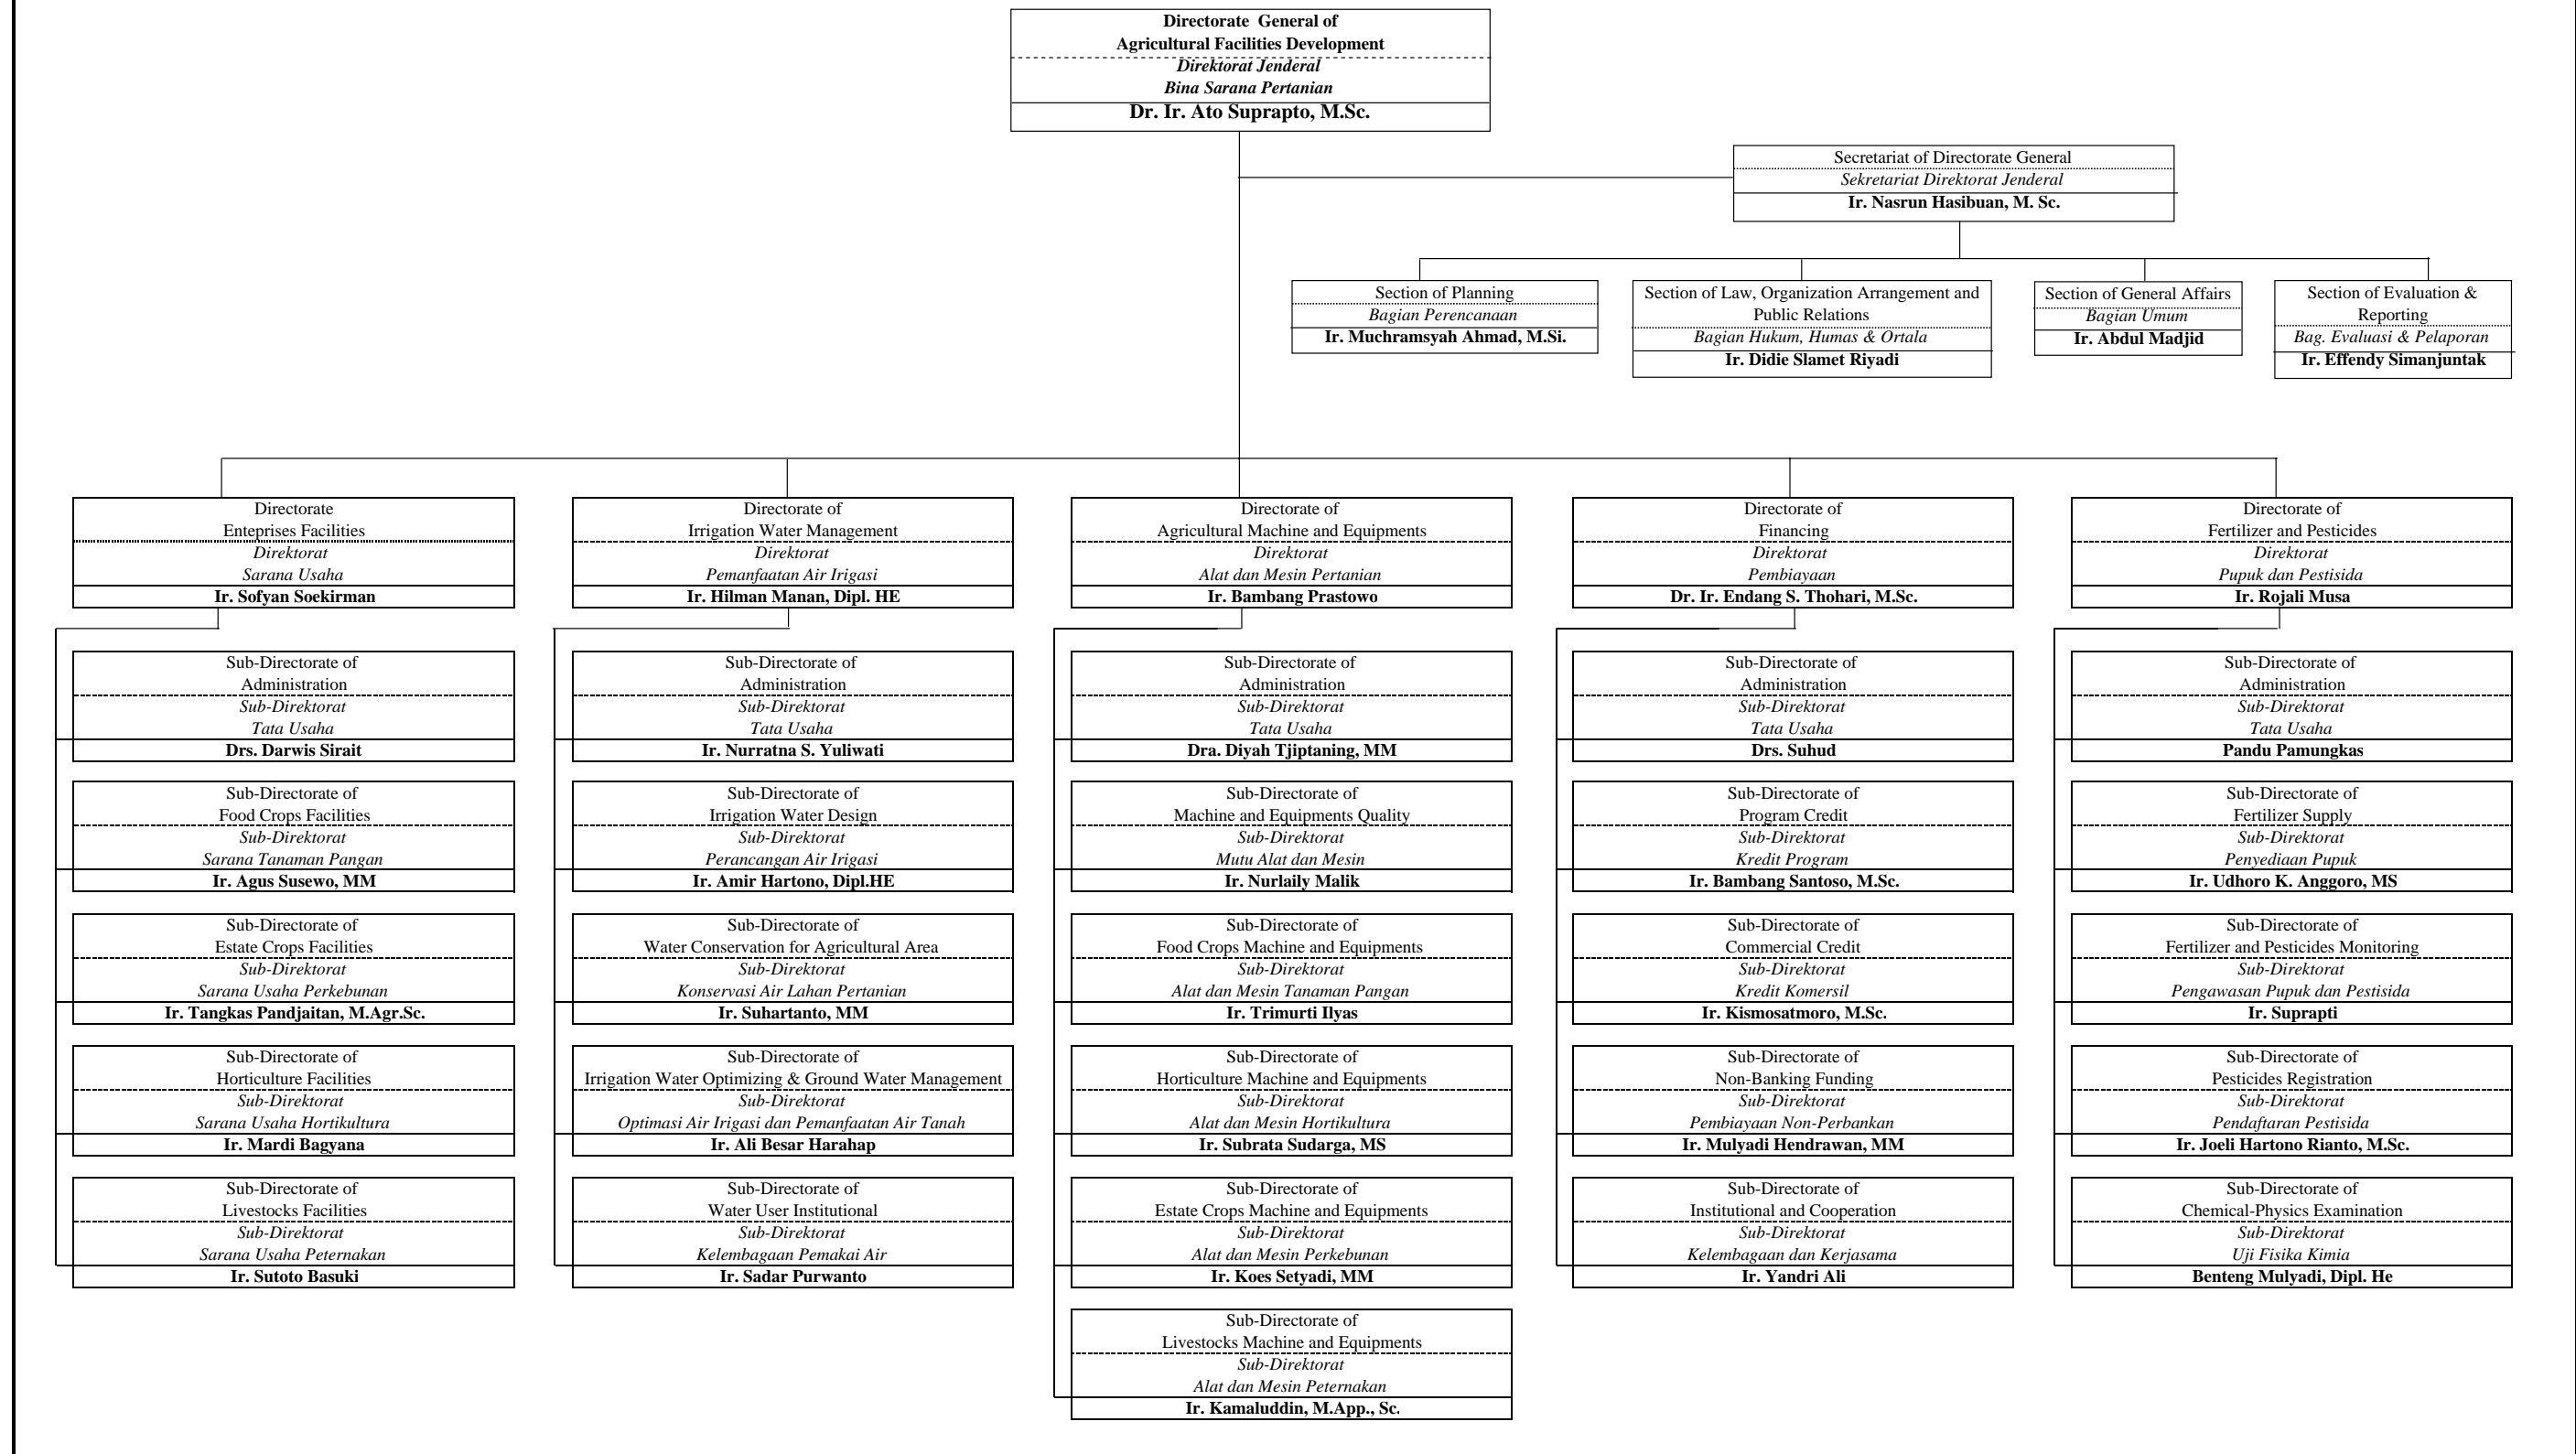 Directorate General of
Agricultural Facilities Development
Direktorat Jenderal
Bina Sarana Pertanian
Dr. Ir. Ato Suprapto, M.Sc.
Secretariat of Directorate General
Sekretariat Direktorat Jenderal
Ir. Nasrun Hasibuan, M. Sc.
Section of Planning
Bagian Perencanaan
Ir. Muchramsyah Ahmad, M.Si.
Section of Law, Organization Arrangement and
Public Relations
Bagian Hukum, Humas & Ortala
Ir. Didie Slamet Riyadi
Section of General Affairs
Bagian Umum
Ir. Abdul Madjid
Section of Evaluation &
Reporting
Bag. Evaluasi & Pelaporan
Ir. Effendy Simanjuntak
Directorate
Enteprises Facilities
Direktorat
Sarana Usaha
Ir. Sofyan Soekirman
Sub-Directorate of
Administration
Sub-Direktorat
Tata Usaha
Drs. Darwis Sirait
Sub-Directorate of
Food Crops Facilities
Sub-Direktorat
Sarana Tanaman Pangan
Ir. Agus Susewo, MM
Sub-Directorate of
Estate Crops Facilities
Sub-Direktorat
Sarana Usaha Perkebunan
Ir. Tangkas Pandjaitan, M.Agr.Sc.
Sub-Directorate of
Horticulture Facilities
Sub-Direktorat
Sarana Usaha Hortikultura
Ir. Mardi Bagyana
Sub-Directorate of
Livestocks Facilities
Sub-Direktorat
Sarana Usaha Peternakan
Ir. Sutoto Basuki
Directorate of
Irrigation Water Management
Direktorat
Pemanfaatan Air Irigasi
Ir. Hilman Manan, Dipl. HE
Sub-Directorate of
Administration
Sub-Direktorat
Tata Usaha
Ir. Nurratna S. Yuliwati
Sub-Directorate of
Irrigation Water Design
Sub-Direktorat
Perancangan Air Irigasi
Ir. Amir Hartono, Dipl.HE
Sub-Directorate of
Water Conservation for Agricultural Area
Sub-Direktorat
Konservasi Air Lahan Pertanian
Ir. Suhartanto, MM
Sub-Directorate of
Irrigation Water Optimizing & Ground Water Management
Sub-Direktorat
Optimasi Air Irigasi dan Pemanfaatan Air Tanah
Ir. Ali Besar Harahap
Sub-Directorate of
Water User Institutional
Sub-Direktorat
Kelembagaan Pemakai Air
Ir. Sadar Purwanto
Directorate of
Agricultural Machine and Equipments
Direktorat
Alat dan Mesin Pertanian
Ir. Bambang Prastowo
Sub-Directorate of
Administration
Sub-Direktorat
Tata Usaha
Dra. Diyah Tjiptaning, MM
Sub-Directorate of
Machine and Equipments Quality
Sub-Direktorat
Mutu Alat dan Mesin
Ir. Nurlaily Malik
Sub-Directorate of
Food Crops Machine and Equipments
Sub-Direktorat
Alat dan Mesin Tanaman Pangan
Ir. Trimurti Ilyas
Sub-Directorate of
Horticulture Machine and Equipments
Sub-Direktorat
Alat dan Mesin Hortikultura
Ir. Subrata Sudarga, MS
Sub-Directorate of
Estate Crops Machine and Equipments
Sub-Direktorat
Alat dan Mesin Perkebunan
Ir. Koes Setyadi, MM
Sub-Directorate of
Livestocks Machine and Equipments
Sub-Direktorat
Alat dan Mesin Peternakan
Ir. Kamaluddin, M.App., Sc.
Directorate of
Financing
Direktorat
Pembiayaan
Dr. Ir. Endang S. Thohari, M.Sc.
Sub-Directorate of
Administration
Sub-Direktorat
Tata Usaha
Drs. Suhud
Sub-Directorate of
Program Credit
Sub-Direktorat
Kredit Program
Ir. Bambang Santoso, M.Sc.
Sub-Directorate of
Commercial Credit
Sub-Direktorat
Kredit Komersil
Ir. Kismosatmoro, M.Sc.
Sub-Directorate of
Non-Banking Funding
Sub-Direktorat
Pembiayaan Non-Perbankan
Ir. Mulyadi Hendrawan, MM
Sub-Directorate of
Institutional and Cooperation
Sub-Direktorat
Kelembagaan dan Kerjasama
Ir. Yandri Ali
Directorate of
Fertilizer and Pesticides
Direktorat
Pupuk dan Pestisida
Ir. Rojali Musa
Sub-Directorate of
Administration
Sub-Direktorat
Tata Usaha
Pandu Pamungkas
Sub-Directorate of
Fertilizer Supply
Sub-Direktorat
Penyediaan Pupuk
Ir. Udhoro K. Anggoro, MS
Sub-Directorate of
Fertilizer and Pesticides Monitoring
Sub-Direktorat
Pengawasan Pupuk dan Pestisida
Ir. Suprapti
Sub-Directorate of
Pesticides Registration
Sub-Direktorat
Pendaftaran Pestisida
Ir. Joeli Hartono Rianto, M.Sc.
Sub-Directorate of
Chemical-Physics Examination
Sub-Direktorat
Uji Fisika Kimia
Benteng Mulyadi, Dipl. He